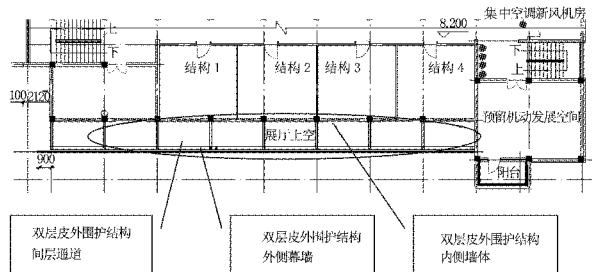 集中空调新风机房
上
8.200
下
下
结构1
结构2
结构3
结构4
上
100
2120
预留机动发展空间
展厅上空
900
阳台
双层皮外围护结构
间层通道
双层皮外围护结构
外侧幕墙
双层皮外围护结构
内侧墙体